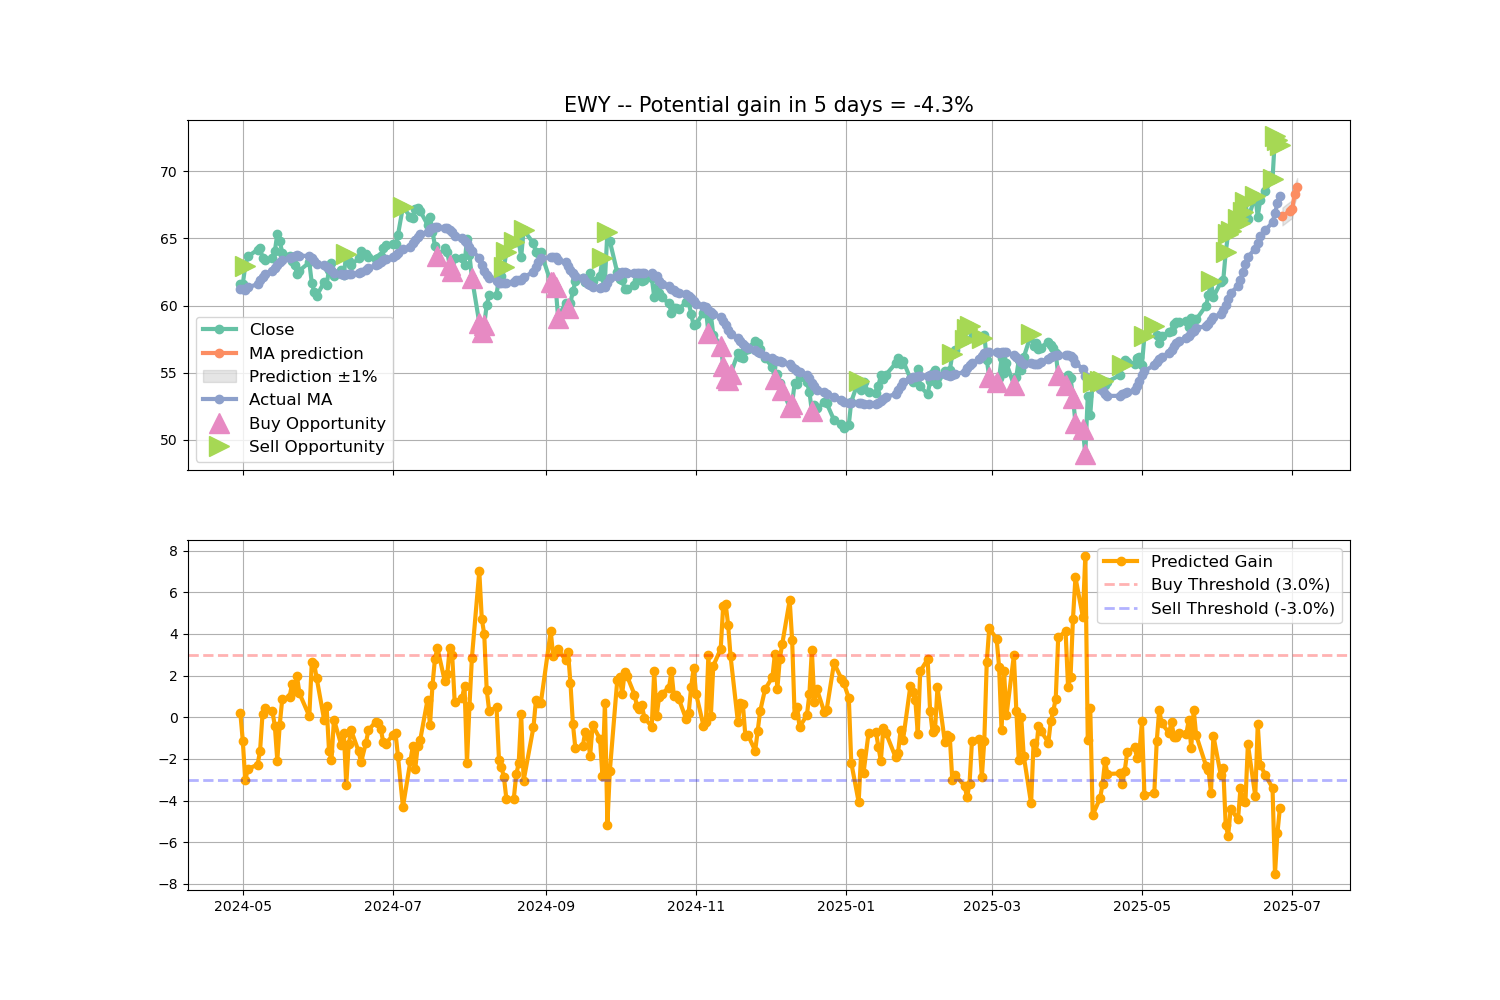 EWY -- Potential gain in 5 days = -4.3%
70
65
60
55
50
Close
MA prediction
Prediction ±1%
Actual MA
Buy Opportunity
Sell Opportunity
8
6
4
2
0
−2
−4
−6
−8
Predicted Gain
Buy Threshold (3.0%)
Sell Threshold (-3.0%)
2024-05 2024-07 2024-09 2024-11 2025-01 2025-03 2025-05 2025-07